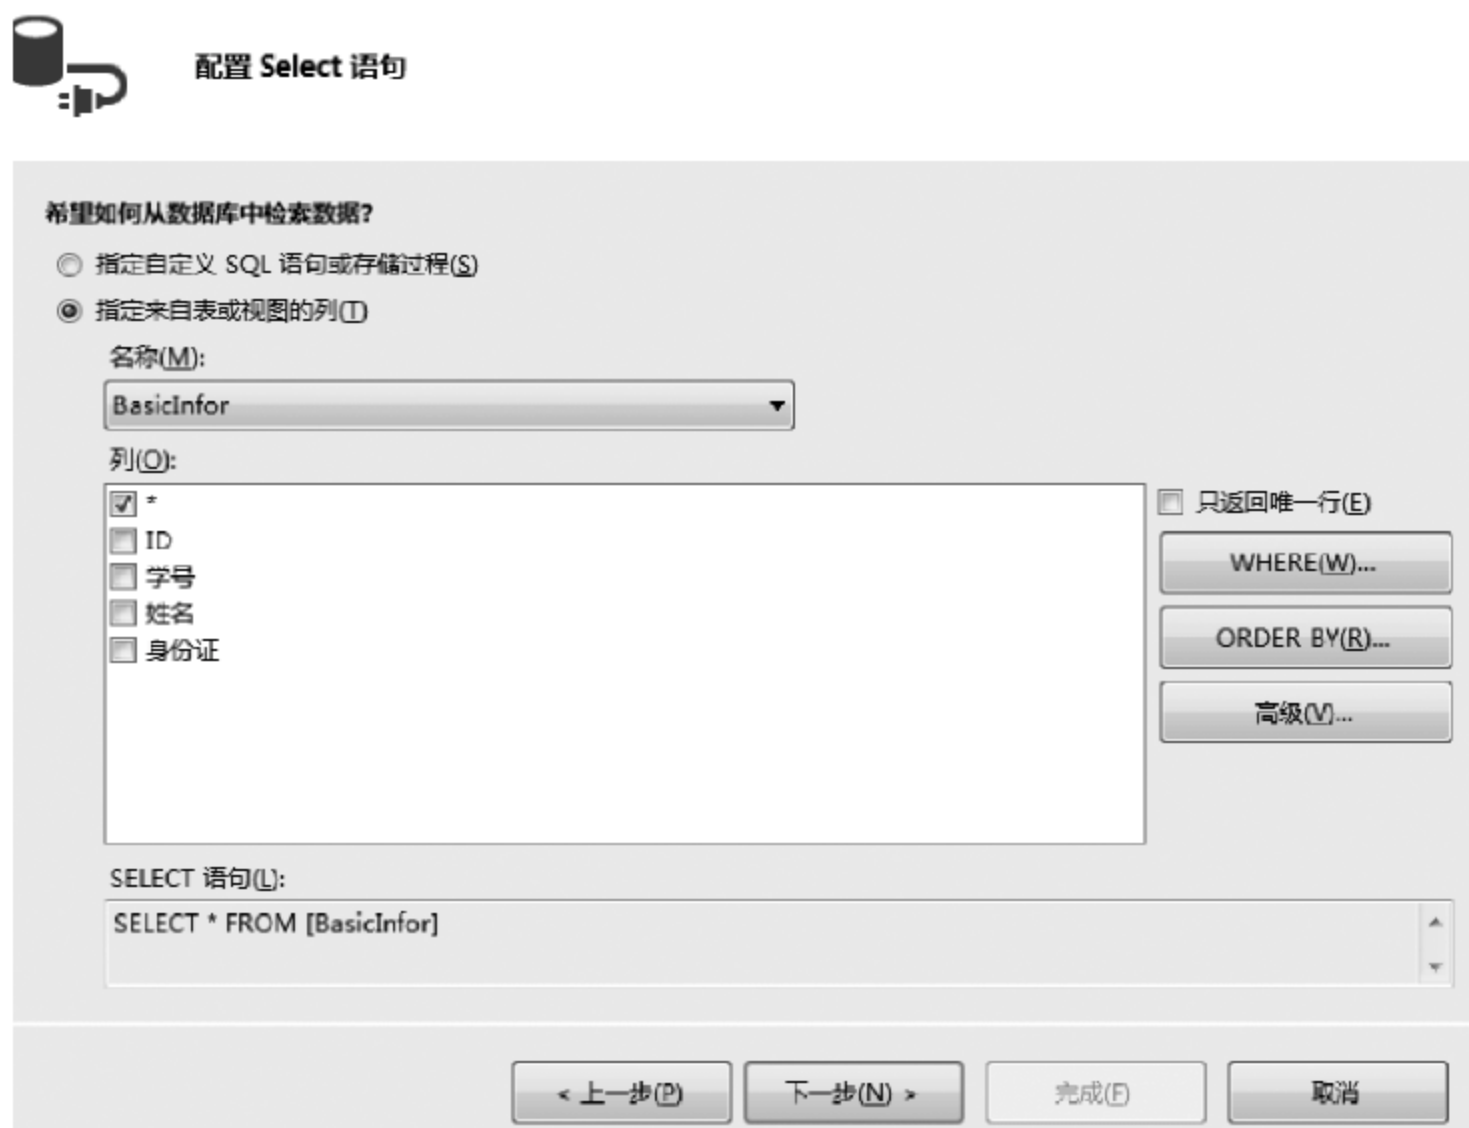 配置 Select 语句
希望如何从数据库中检索数据?
指定自定义 SQL 语句或存储过程(S)
指定来自表或视图的列(T)
名称(M):
BasicInfor
列(O):
*
只返回唯一行(E)
ID
WHERE(W)...
学号
姓名
ORDER BY(R)...
身份证
高级(V)...
SELECT 语句(L):
SELECT * FROM [BasicInfor]
< 上一步(P)
下一步(N) >
完成(F)
取消